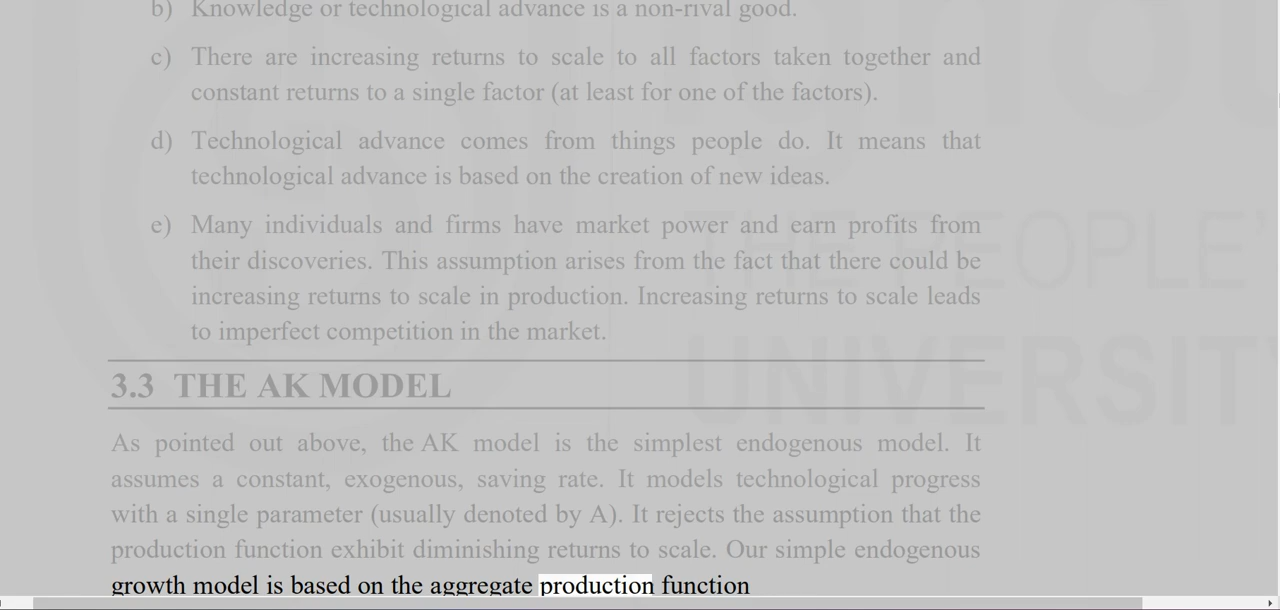 b) Knowledge or technological advance is a non-rival good.
c) There are increasing returns to scale to all factors taken together and
constant returns to a single factor (at least for one of the factors).
d) Technological advance comes from things people do. It means that
technological advance is based on the creation of new ideas.
e) Many individuals and firms have market power and earn profits from
their discoveries. This assumption arises from the fact that there could be
increasing returns to scale in production. Increasing returns to scale leads
to imperfect competition in the market.
THE PEOPLE'
UNIVERSITY
3.3 THE AK MODEL
As pointed out above, the AK model is the simplest endogenous model. It
assumes a constant, exogenous, saving rate. It models technological progress
with a single parameter (usually denoted by A). It rejects the assumption that the
production function exhibit diminishing returns to scale. Our simple endogenous
growth model is based on the aggregate production function